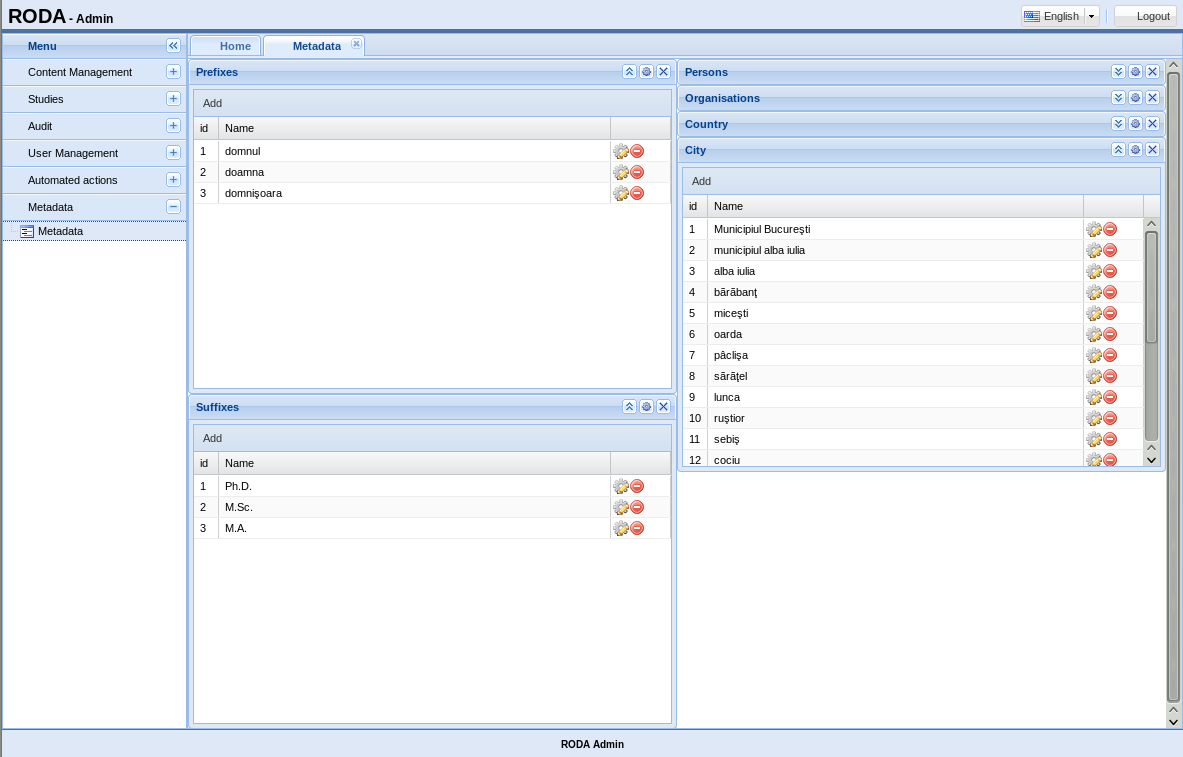 RODA - Admin
English
Logout
Menu
Content Management
Studies
Audit
User Management
Automated actions
Metadata
Metadata
Home
Metadata
Prefixes
Add
id Name
1 domnul
2 doamna
3 domnișoara
Suffixes
Add
id Name
1 Ph.D.
2 M.Sc.
3 M.A.
Persons
Organisations
Country
City
Add
id Name
1 Municipiul Bucureşti
2 municipiul alba iulia
3 alba iulia
4 bărăbanţ
5 miceşti
6 oarda
7 pâclişa
8 sărăţel
9 lunca
10 ruştior
11 sebiş
12 cociu
RODA Admin